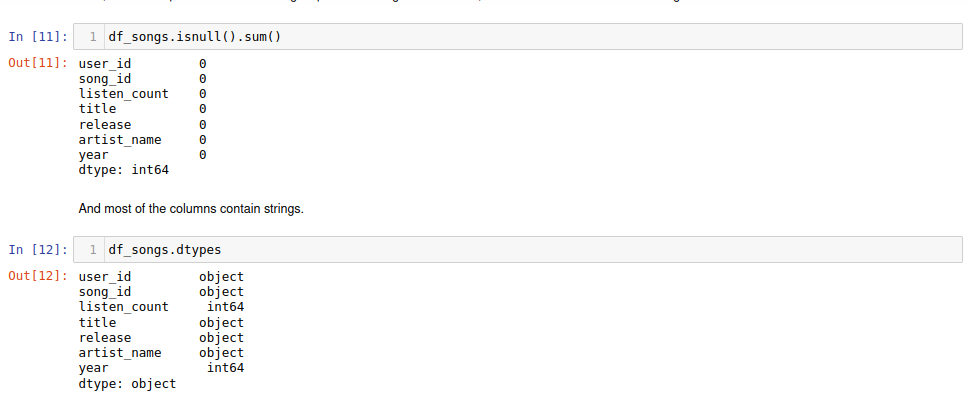 In [11]: 1 df_songs.isnull().sum()
Out[11]: user_id 0
song_id 0
listen_count 0
title 0
release 0
artist_name 0
year 0
dtype: int64
And most of the columns contain strings.
In [12]: 1 df_songs.dtypes
Out[12]: user_id object
song_id object
listen_count int64
title object
release object
artist_name object
year int64
dtype: object